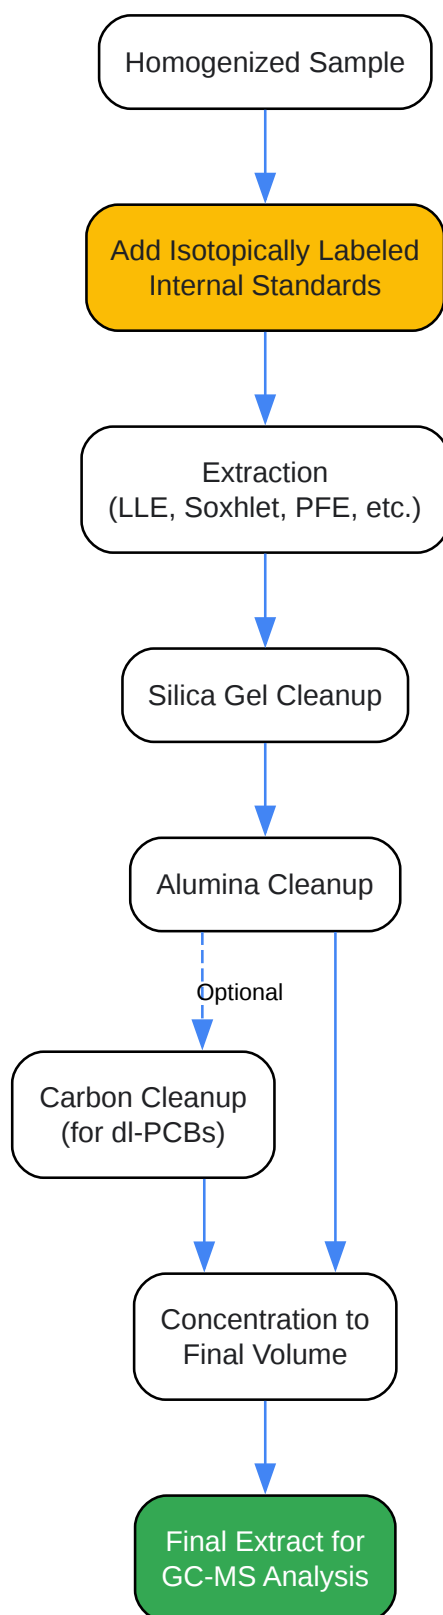 Homogenized Sample
Add Isotopically Labeled
Internal Standards
Extraction
(LLE, Soxhlet, PFE, etc.)
Silica Gel Cleanup
Alumina Cleanup
Optional
Carbon Cleanup
(for dl-PCBs)
Concentration to
Final Volume
Final Extract for
GC-MS Analysis